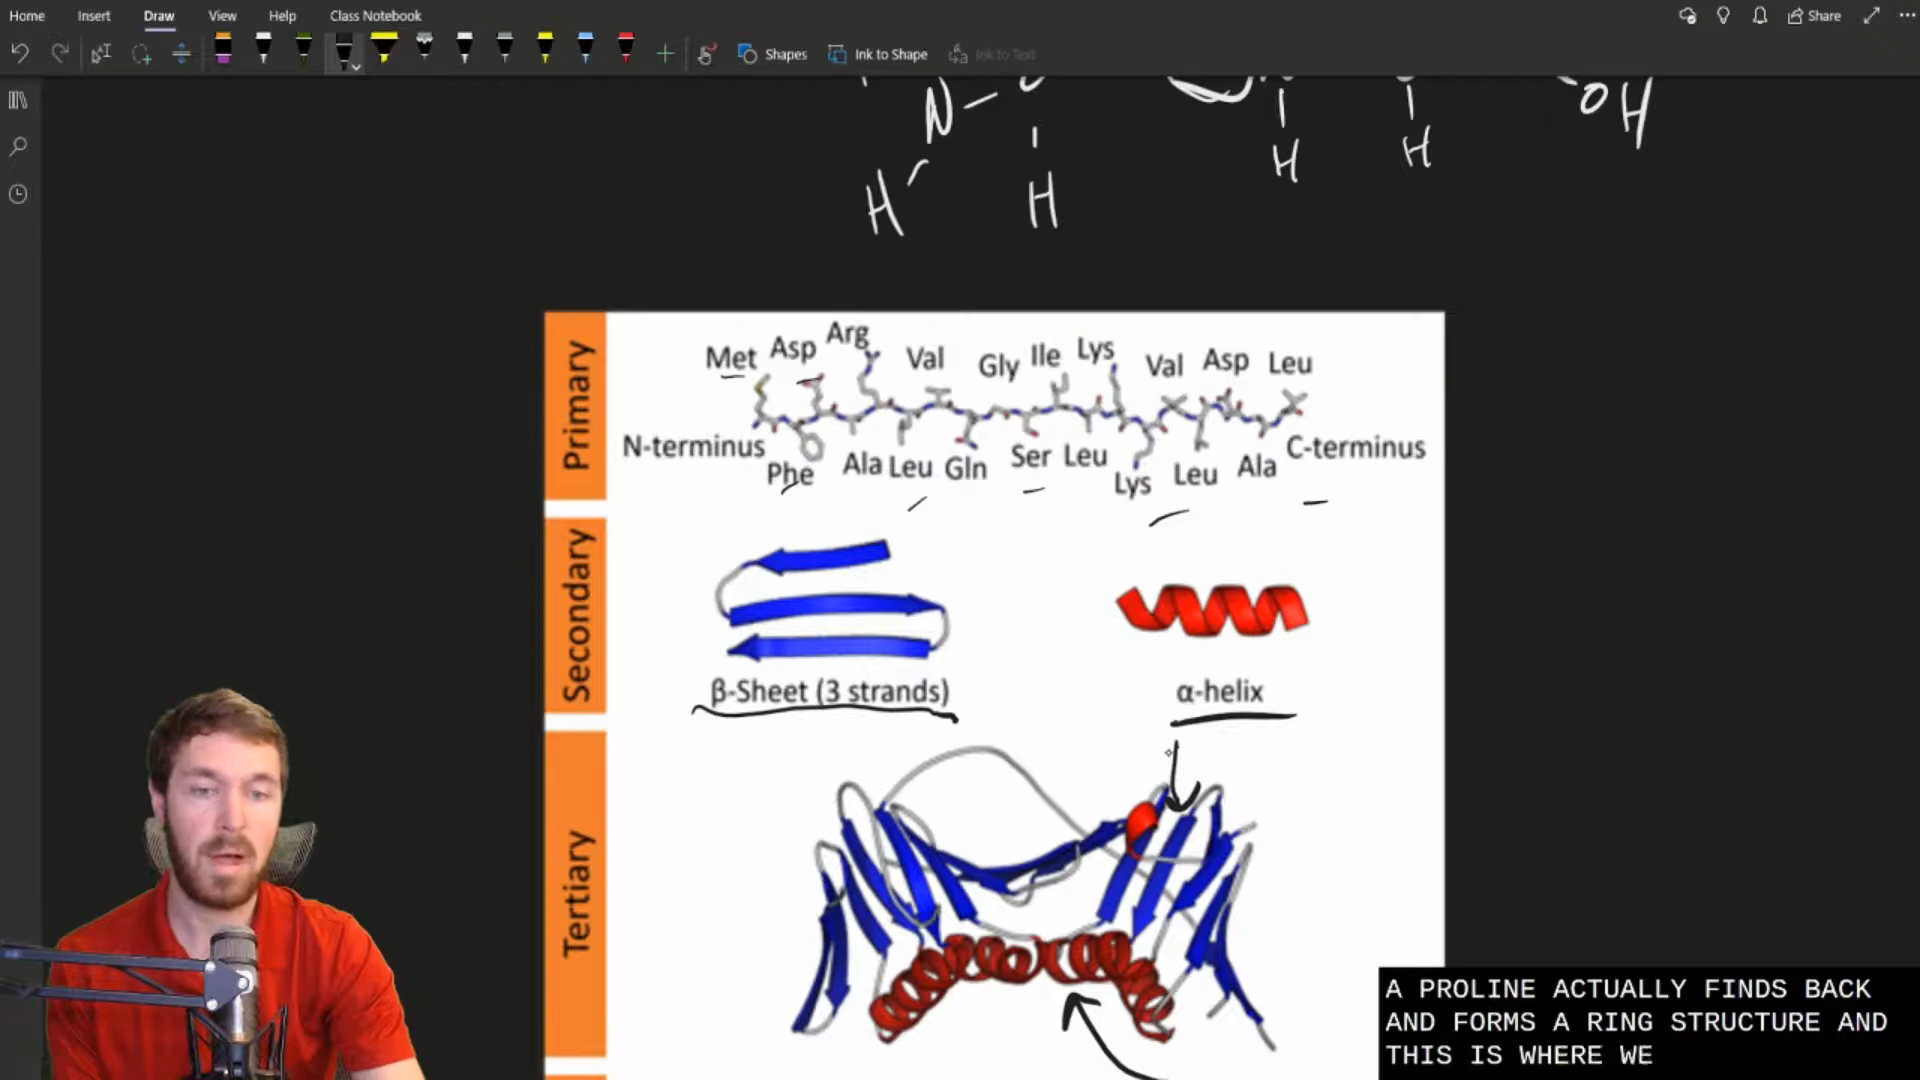 Home Insert Draw View Help Class Notebook Share
Shapes Ink to Shape Ink to Text
N OH
H H
H H
Primary
Met Asp Arg Val Gly Ile Lys Val Asp Leu
N-terminus C-terminus
Phe Ala Leu Gln Ser Leu Lys Leu Ala
Secondary
β-Sheet (3 strands) α-helix
Tertiary
A PROLINE ACTUALLY FINDS BACK
AND FORMS A RING STRUCTURE AND
THIS IS WHERE WE